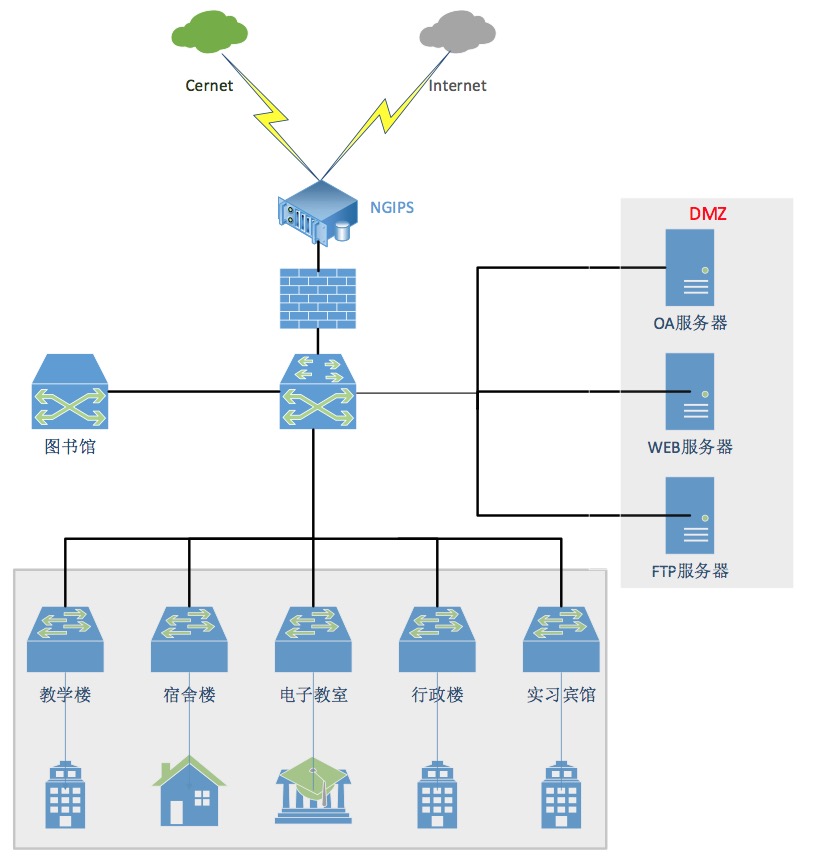 Cernet
Internet
NGIPS
DMZ
OA服务器
图书馆
WEB服务器
FTP服务器
教学楼
宿舍楼
电子教室
行政楼
实习宾馆